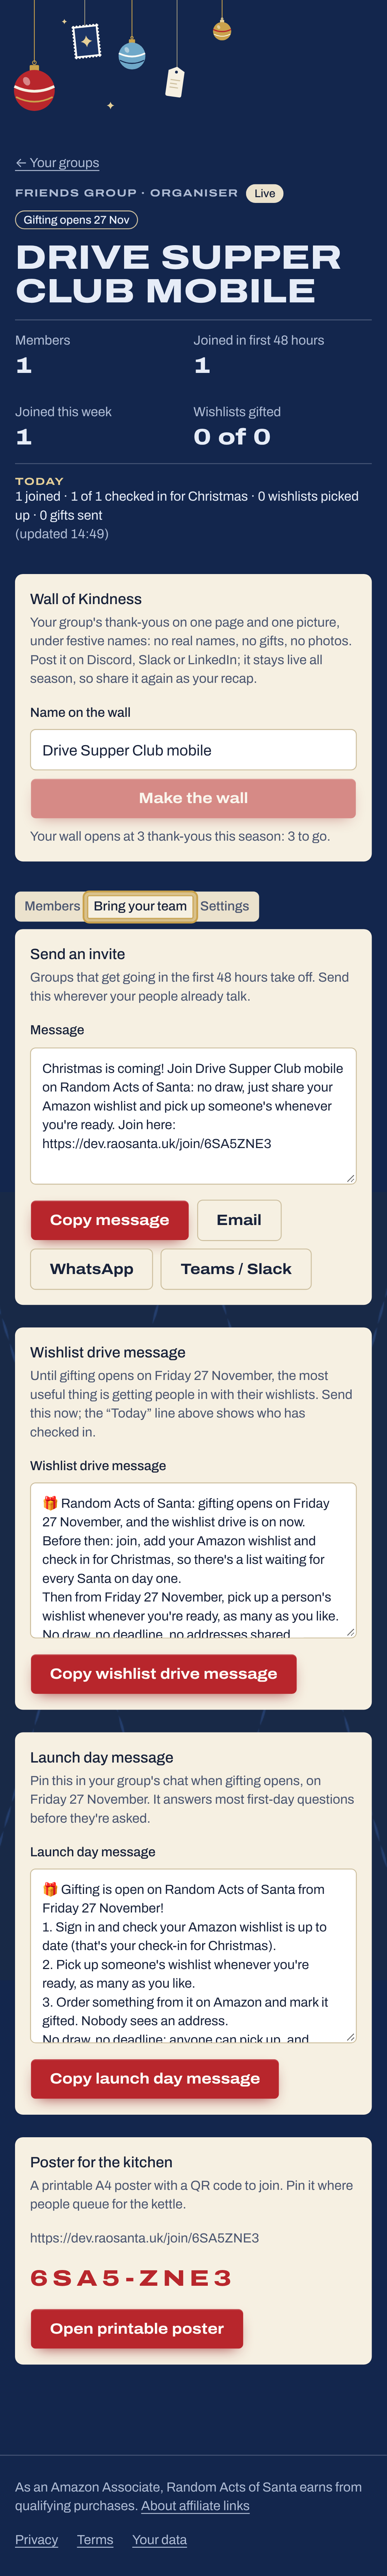 ← Your groups
FRIENDS GROUP · ORGANISER Live
Gifting opens 27 Nov
DRIVE SUPPER
CLUB MOBILE
Members
1
Joined in first 48 hours
1
Joined this week
1
Wishlists gifted
0 of 0
TODAY
1 joined · 1 of 1 checked in for Christmas · 0 wishlists picked
up · 0 gifts sent
(updated 14:49)
Wall of Kindness
Your group's thank-yous on one page and one picture,
under festive names: no real names, no gifts, no photos.
Post it on Discord, Slack or LinkedIn; it stays live all
season, so share it again as your recap.
Name on the wall
Drive Supper Club mobile
Make the wall
Your wall opens at 3 thank-yous this season: 3 to go.
Members Bring your team Settings
Send an invite
Groups that get going in the first 48 hours take off. Send
this wherever your people already talk.
Message
Christmas is coming! Join Drive Supper Club mobile
on Random Acts of Santa: no draw, just share your
Amazon wishlist and pick up someone's whenever
you're ready. Join here:
https://dev.raosanta.uk/join/6SA5ZNE3
Copy message Email
WhatsApp Teams / Slack
Wishlist drive message
Until gifting opens on Friday 27 November, the most
useful thing is getting people in with their wishlists. Send
this now; the “Today” line above shows who has
checked in.
Wishlist drive message
🎁 Random Acts of Santa: gifting opens on Friday
27 November, and the wishlist drive is on now.
Before then: join, add your Amazon wishlist and
check in for Christmas, so there's a list waiting for
every Santa on day one.
Then from Friday 27 November, pick up a person's
wishlist whenever you're ready, as many as you like.
No draw, no deadline, no addresses shared
Copy wishlist drive message
Launch day message
Pin this in your group's chat when gifting opens, on
Friday 27 November. It answers most first-day questions
before they're asked.
Launch day message
🎁 Gifting is open on Random Acts of Santa from
Friday 27 November!
1. Sign in and check your Amazon wishlist is up to
date (that's your check-in for Christmas).
2. Pick up someone's wishlist whenever you're
ready, as many as you like.
3. Order something from it on Amazon and mark it
gifted. Nobody sees an address.
No draw, no deadline: anyone can pick up, and
Copy launch day message
Poster for the kitchen
A printable A4 poster with a QR code to join. Pin it where
people queue for the kettle.
https://dev.raosanta.uk/join/6SA5ZNE3
6SA5-ZNE3
Open printable poster
As an Amazon Associate, Random Acts of Santa earns from
qualifying purchases. About affiliate links
Privacy Terms Your data